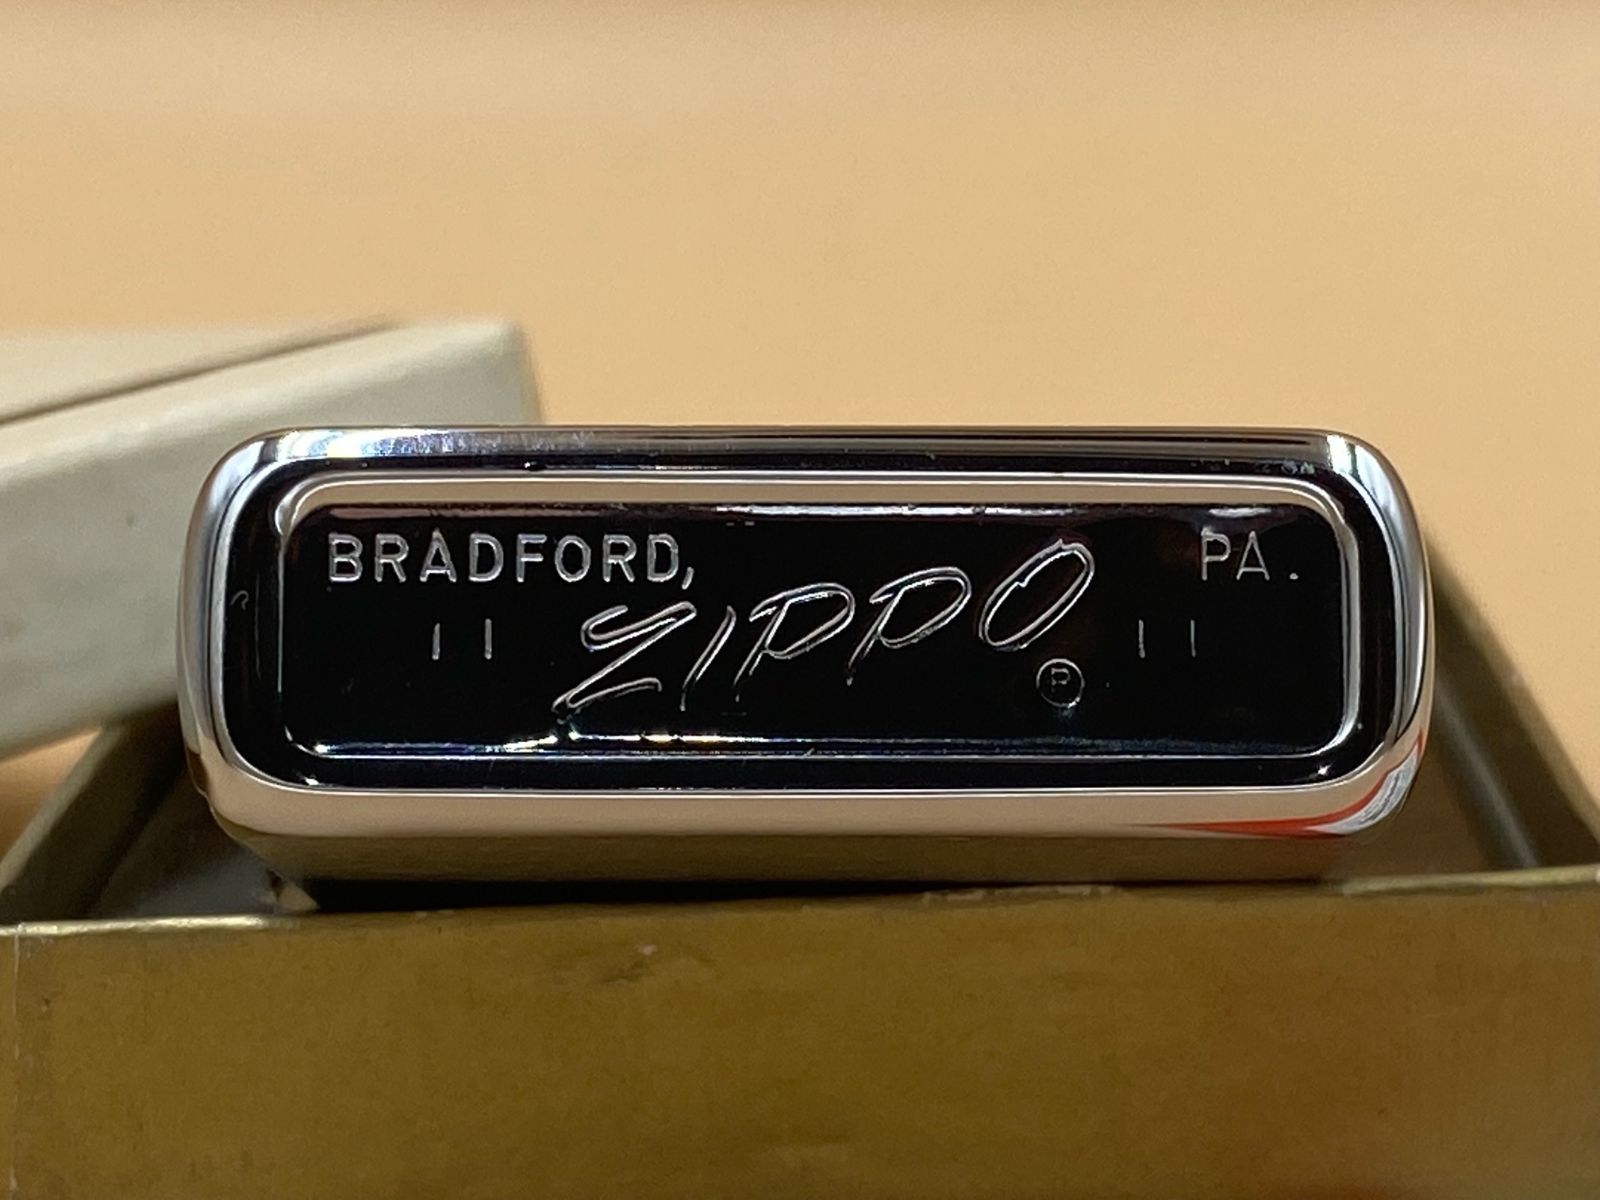 BRADFORD, PA.
|| ZIPPO ||
Ⓟ